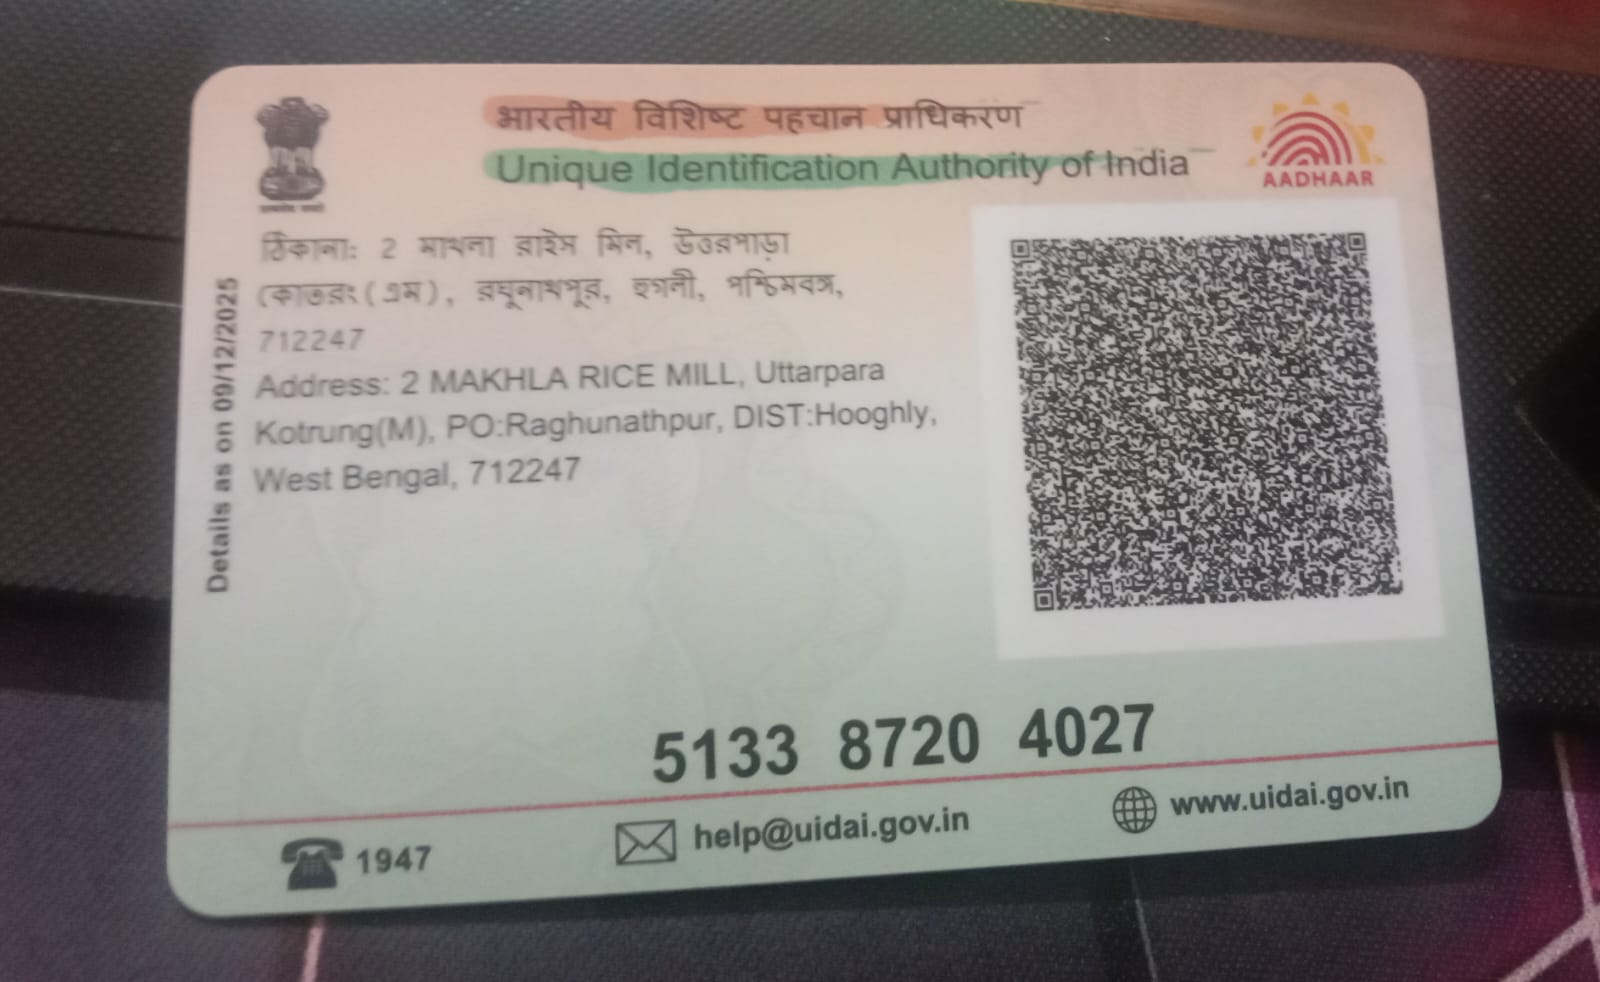 भारतीय विशिष्ट पहचान प्राधिकरण
Unique Identification Authority of India
AADHAAR
ঠিকানা: 2 মাখলা রাইস মিল, উত্তরপাড়া
কোতরং(এম), রঘুনাথপুর, হুগলী, পশ্চিমবঙ্গ,
712247
Address: 2 MAKHLA RICE MILL, Uttarpara
Kotrung(M), PO:Raghunathpur, DIST:Hooghly,
West Bengal, 712247
Details as on 09/12/2025
5133 8720 4027
1947
help@uidai.gov.in
www.uidai.gov.in